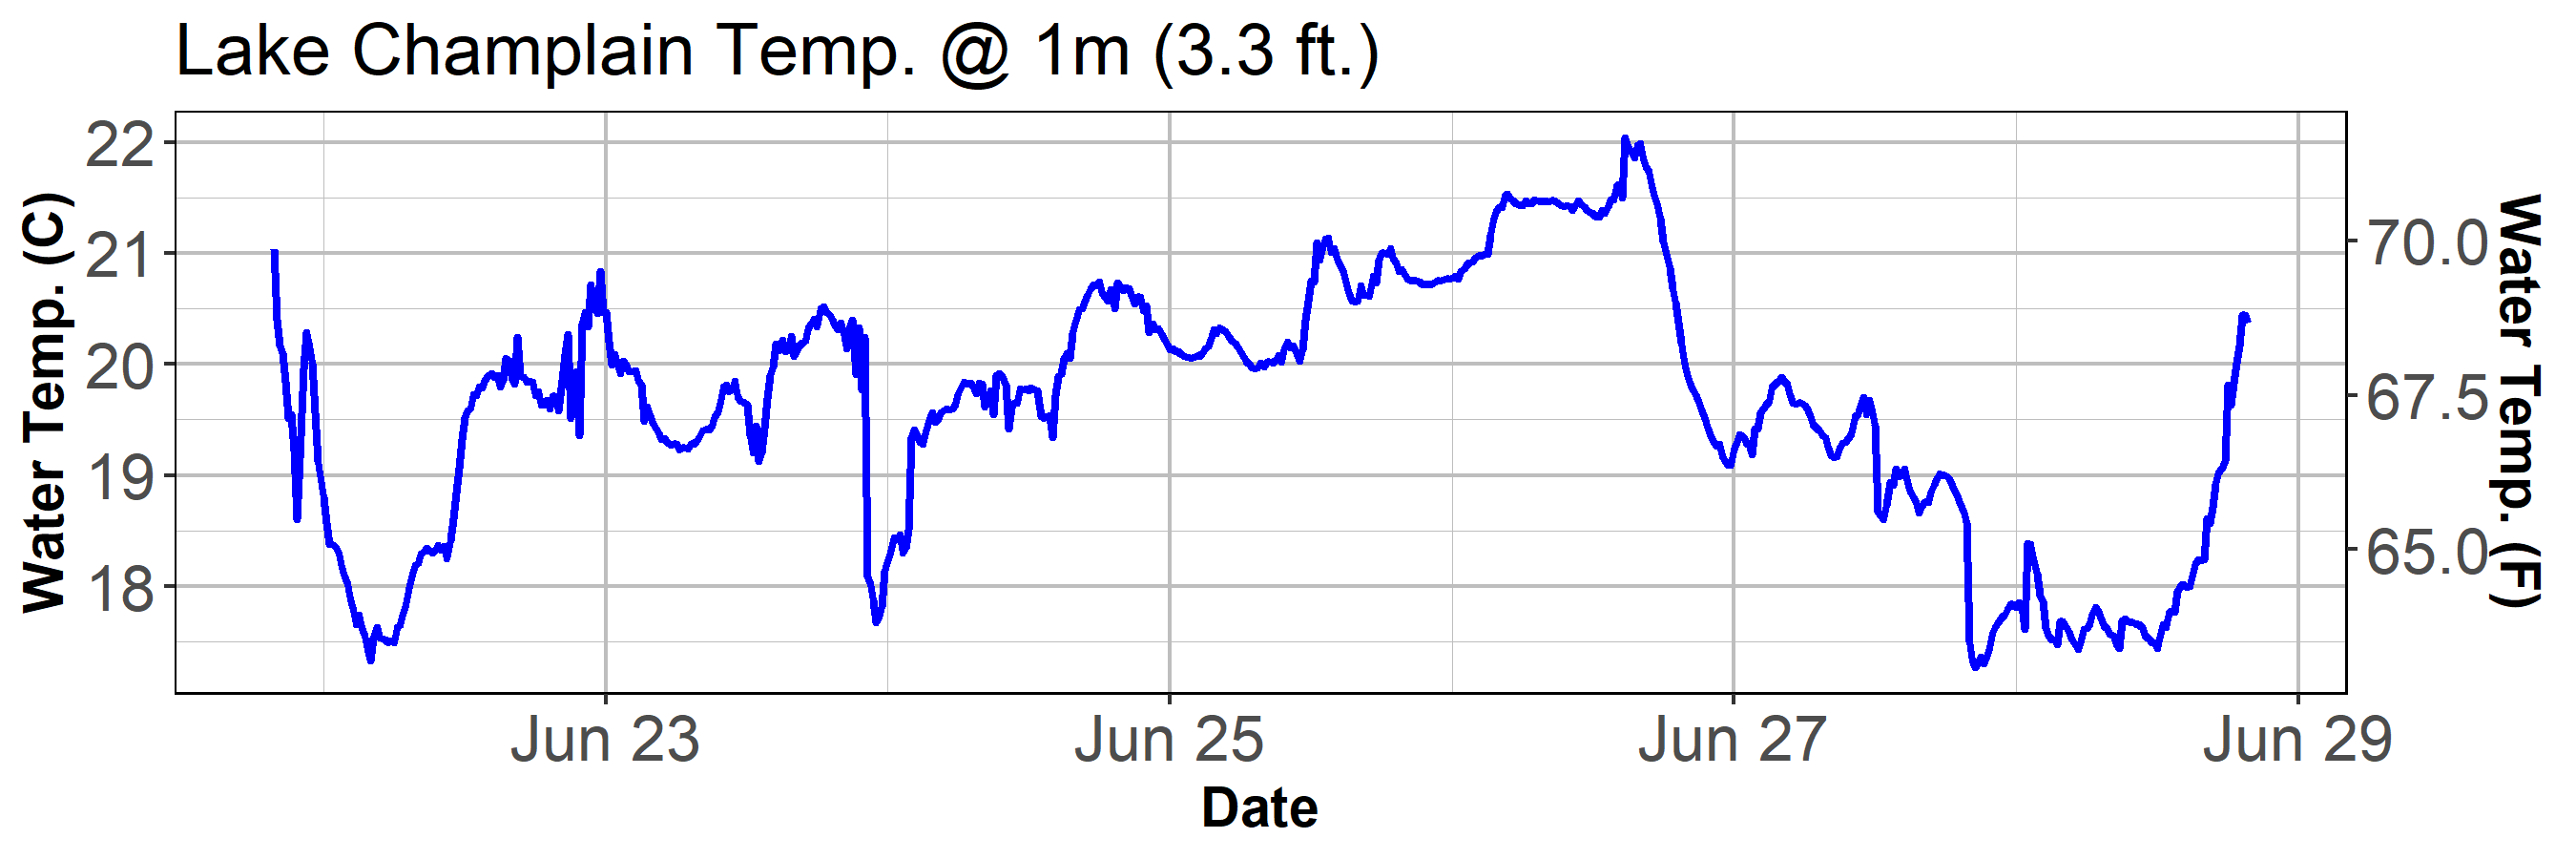 Lake Champlain Temp. @ 1m (3.3 ft.)
Water Temp. (C)
22
21
20
19
18
70.0
67.5
65.0
Water Temp. (F)
Jun 23
Jun 25
Jun 27
Jun 29
Date